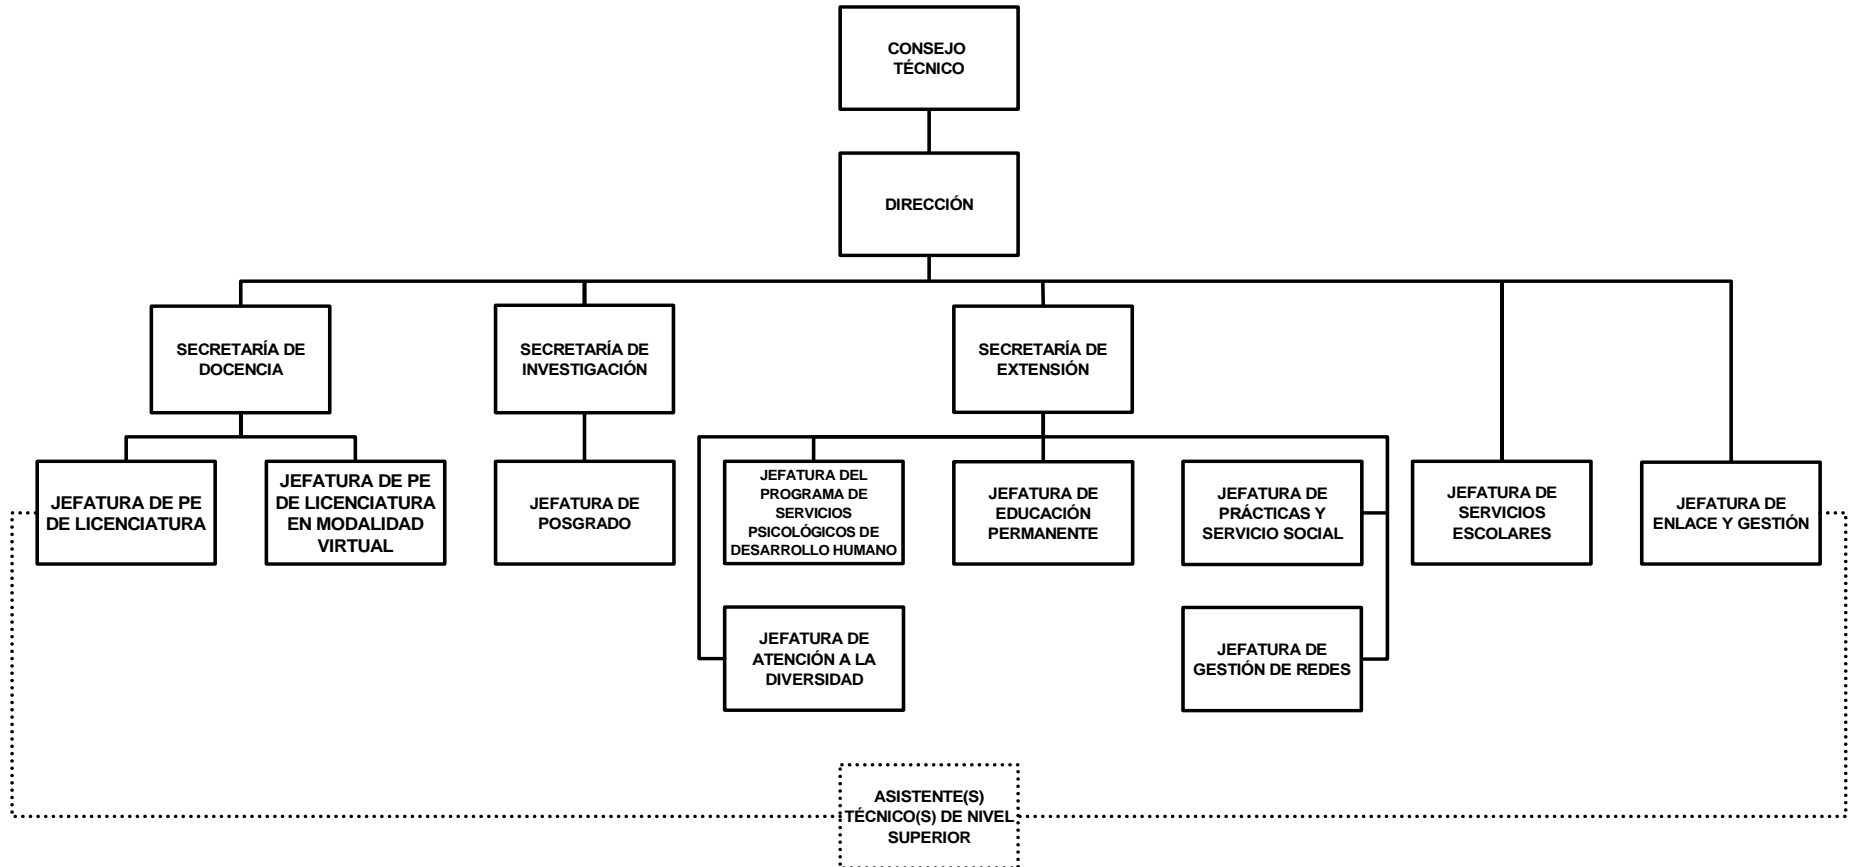 CONSEJO
TÉCNICO
DIRECCIÓN
SECRETARÍA DE
DOCENCIA
SECRETARÍA DE
INVESTIGACIÓN
SECRETARÍA DE
EXTENSIÓN
JEFATURA DE PE
DE LICENCIATURA
JEFATURA DE PE
DE LICENCIATURA
EN MODALIDAD
VIRTUAL
JEFATURA DE
POSGRADO
JEFATURA DEL
PROGRAMA DE
SERVICIOS
PSICOLÓGICOS DE
DESARROLLO HUMANO
JEFATURA DE
EDUCACIÓN
PERMANENTE
JEFATURA DE
PRÁCTICAS Y
SERVICIO SOCIAL
JEFATURA DE
SERVICIOS
ESCOLARES
JEFATURA DE
ENLACE Y GESTIÓN
JEFATURA DE
ATENCIÓN A LA
DIVERSIDAD
JEFATURA DE
GESTIÓN DE REDES
ASISTENTE(S)
TÉCNICO(S) DE NIVEL
SUPERIOR